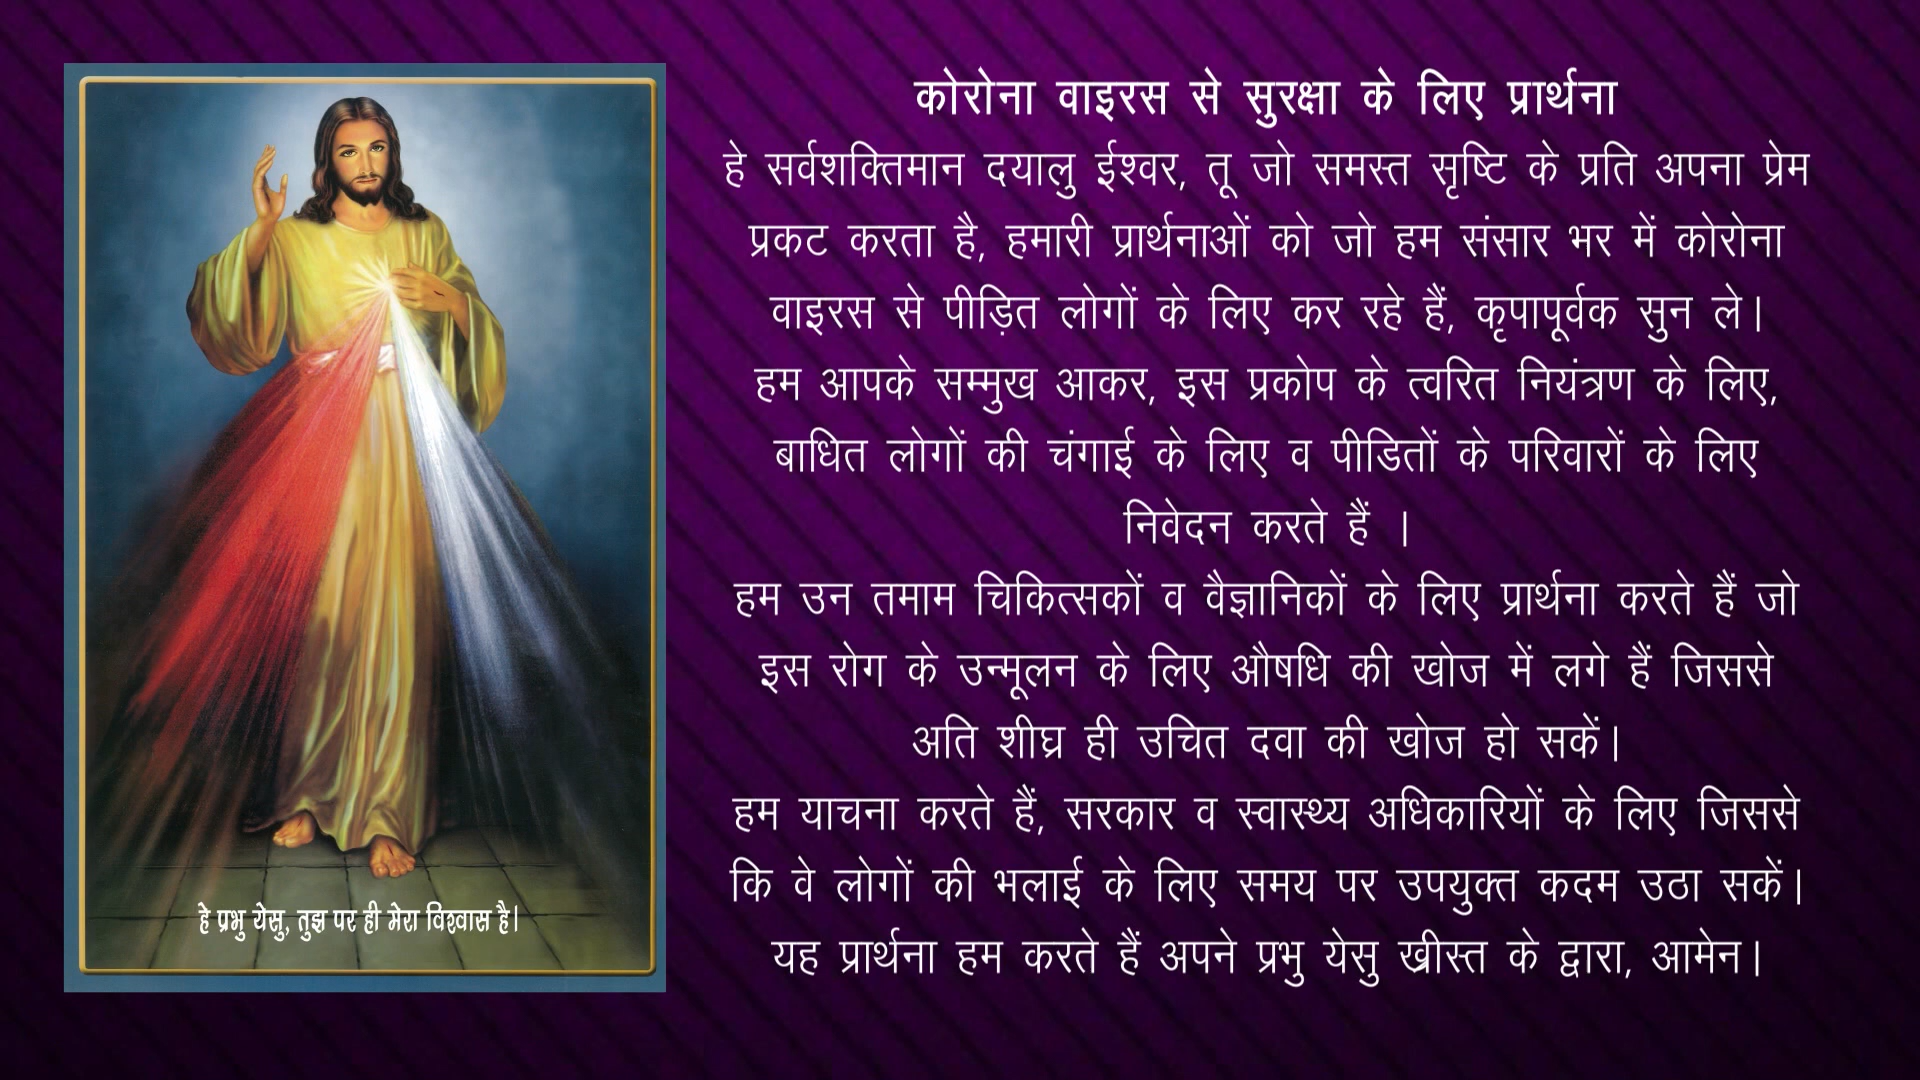 कोरोना वाइरस से सुरक्षा के लिए प्रार्थना
हे सर्वशक्तिमान दयालु ईश्वर, तू जो समस्त सृष्टि के प्रति अपना प्रेम
प्रकट करता है, हमारी प्रार्थनाओं को जो हम संसार भर में कोरोना
वाइरस से पीड़ित लोगों के लिए कर रहे हैं, कृपापूर्वक सुन ले।
हम आपके सम्मुख आकर, इस प्रकोप के त्वरित नियंत्रण के लिए,
बाधित लोगों की चंगाई के लिए व पीडितों के परिवारों के लिए
निवेदन करते हैं ।
हम उन तमाम चिकित्सकों व वैज्ञानिकों के लिए प्रार्थना करते हैं जो
इस रोग के उन्मूलन के लिए औषधि की खोज में लगे हैं जिससे
अति शीघ्र ही उचित दवा की खोज हो सकें।
हम याचना करते हैं, सरकार व स्वास्थ्य अधिकारियों के लिए जिससे
कि वे लोगों की भलाई के लिए समय पर उपयुक्त कदम उठा सकें।
यह प्रार्थना हम करते हैं अपने प्रभु येसु ख्रीस्त के द्वारा, आमेन।
हे प्रभु येसु, तुझ पर ही मेरा विश्वास है।